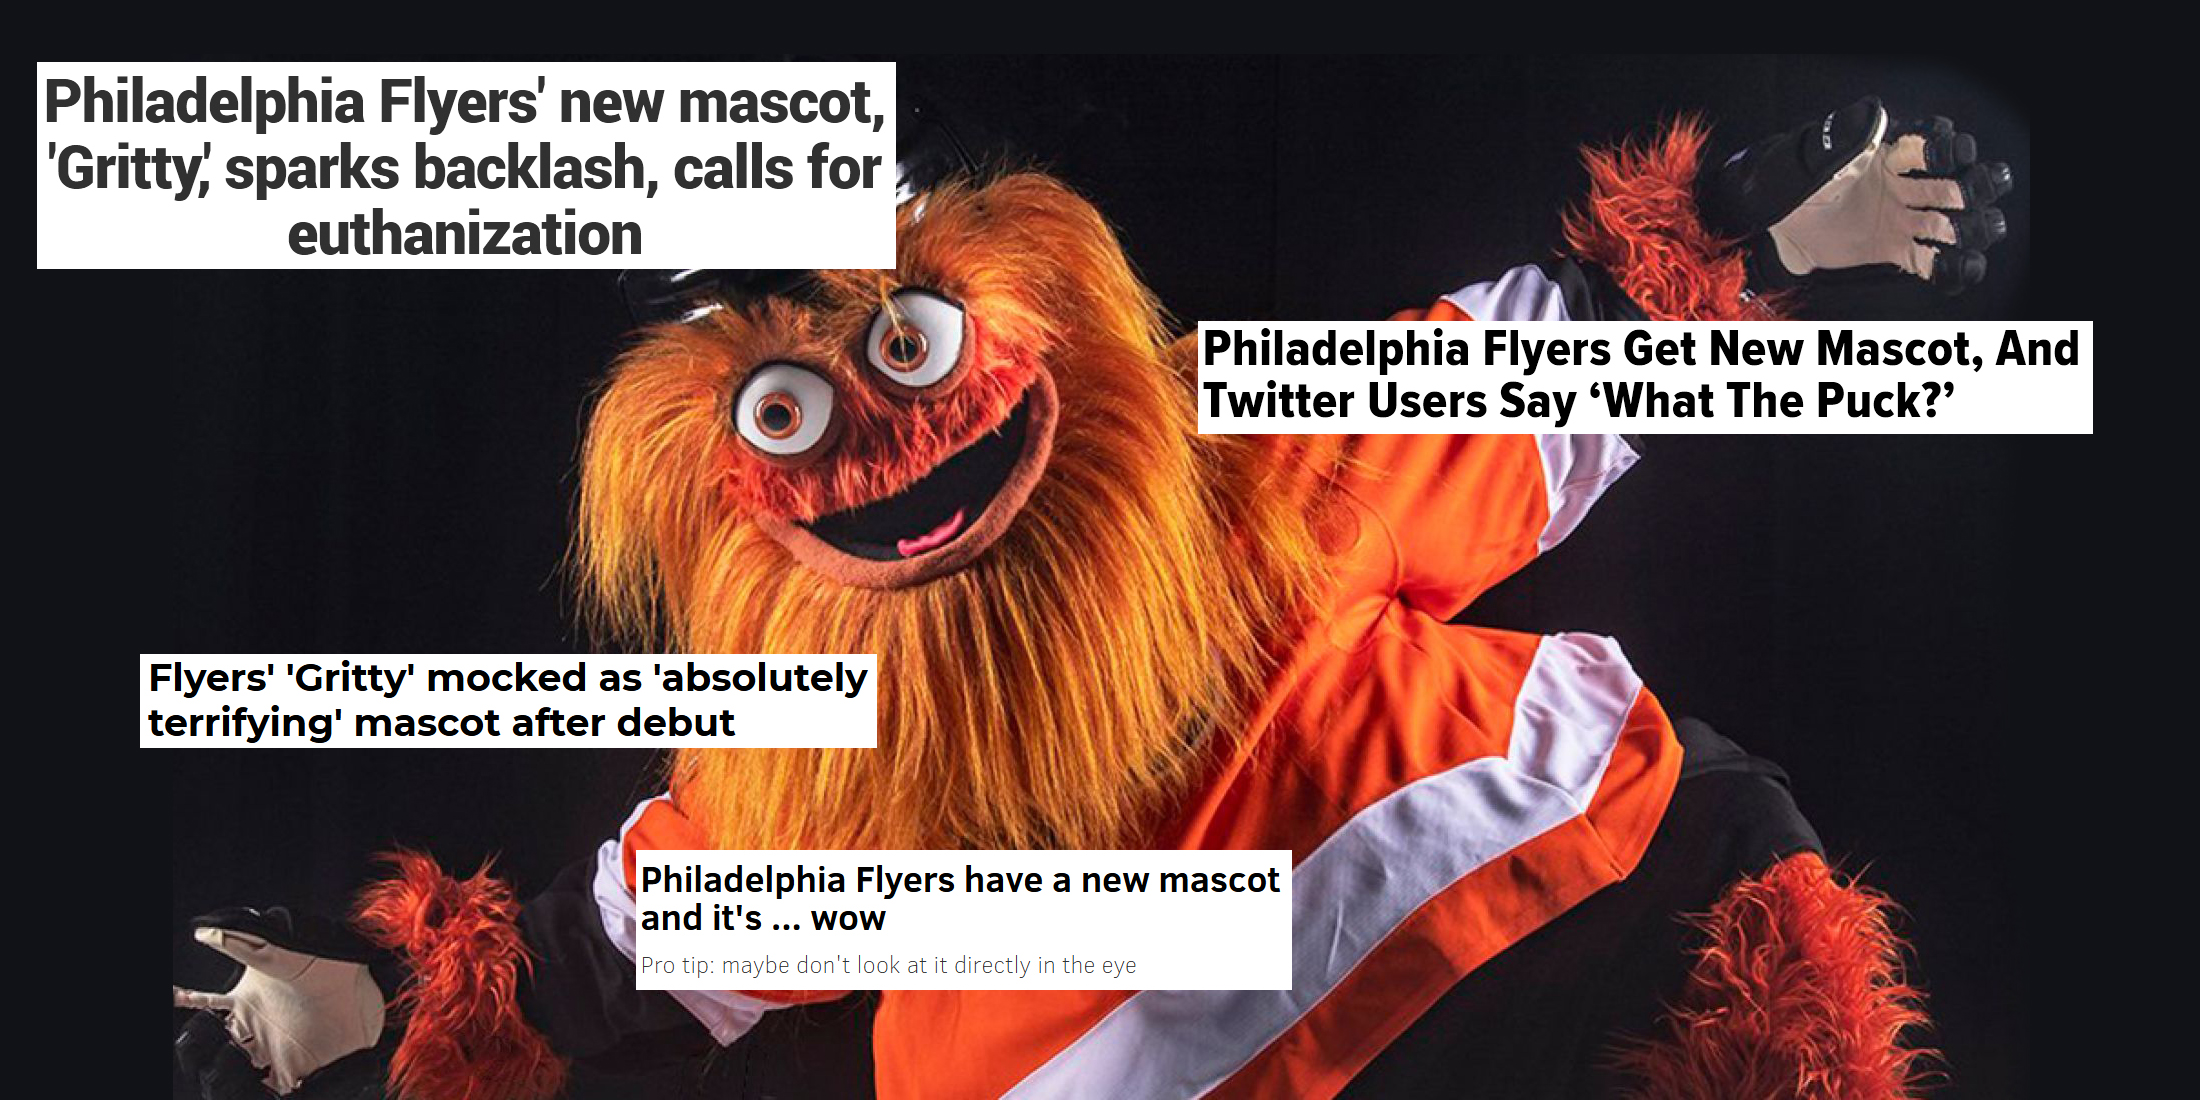 Philadelphia Flyers' new mascot,
'Gritty,' sparks backlash, calls for
euthanization
Philadelphia Flyers Get New Mascot, And
Twitter Users Say ‘What The Puck?’
Flyers' 'Gritty' mocked as 'absolutely
terrifying' mascot after debut
Philadelphia Flyers have a new mascot
and it's ... wow
Pro tip: maybe don't look at it directly in the eye